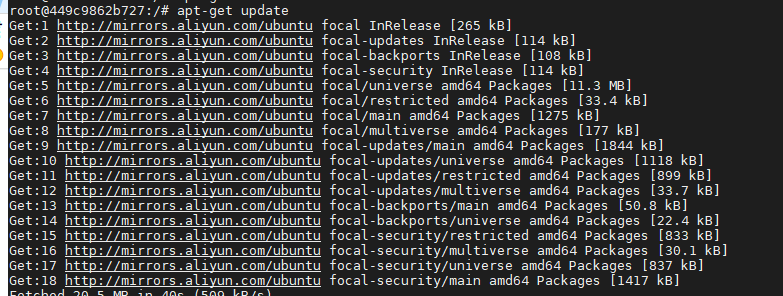 root@449c9862b727:/# apt-get update
Get:1 http://mirrors.aliyun.com/ubuntu focal InRelease [265 kB]
Get:2 http://mirrors.aliyun.com/ubuntu focal-updates InRelease [114 kB]
Get:3 http://mirrors.aliyun.com/ubuntu focal-backports InRelease [108 kB]
Get:4 http://mirrors.aliyun.com/ubuntu focal-security InRelease [114 kB]
Get:5 http://mirrors.aliyun.com/ubuntu focal/universe amd64 Packages [11.3 MB]
Get:6 http://mirrors.aliyun.com/ubuntu focal/restricted amd64 Packages [33.4 kB]
Get:7 http://mirrors.aliyun.com/ubuntu focal/main amd64 Packages [1275 kB]
Get:8 http://mirrors.aliyun.com/ubuntu focal/multiverse amd64 Packages [177 kB]
Get:9 http://mirrors.aliyun.com/ubuntu focal-updates/main amd64 Packages [1844 kB]
Get:10 http://mirrors.aliyun.com/ubuntu focal-updates/universe amd64 Packages [1118 kB]
Get:11 http://mirrors.aliyun.com/ubuntu focal-updates/restricted amd64 Packages [899 kB]
Get:12 http://mirrors.aliyun.com/ubuntu focal-updates/multiverse amd64 Packages [33.7 kB]
Get:13 http://mirrors.aliyun.com/ubuntu focal-backports/main amd64 Packages [50.8 kB]
Get:14 http://mirrors.aliyun.com/ubuntu focal-backports/universe amd64 Packages [22.4 kB]
Get:15 http://mirrors.aliyun.com/ubuntu focal-security/restricted amd64 Packages [833 kB]
Get:16 http://mirrors.aliyun.com/ubuntu focal-security/multiverse amd64 Packages [30.1 kB]
Get:17 http://mirrors.aliyun.com/ubuntu focal-security/universe amd64 Packages [837 kB]
Get:18 http://mirrors.aliyun.com/ubuntu focal-security/main amd64 Packages [1417 kB]
Fetched 20.5 MB in 40s (509 kB/s)